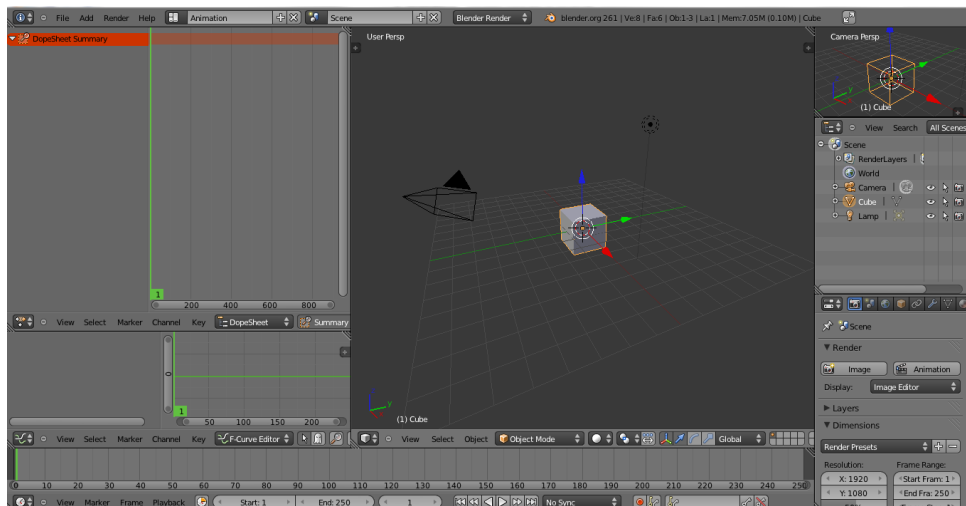 File Add Render Help Animation Scene Blender Render blender.org 261 | Ve:8 | Fa:6 | Ob:1-3 | La:1 | Mem:7.05M (0.10M) | Cube
DopeSheet Summary
1
200 400 600 800
View Select Marker Channel Key DopeSheet Summary
0
1
50 100 150 200
View Select Marker Channel Key F-Curve Editor
User Persp
y
(1) Cube
View Select Object Object Mode Global
Camera Persp
y
(1) Cube
View Search All Scenes
Scene
RenderLayers |
World
Camera |
Cube |
Lamp |
Scene
Render
Image Animation
Display: Image Editor
Layers
Dimensions
Render Presets
Resolution: Frame Range:
X: 1920 Start Fram: 1
Y: 1080 End Fra: 250
0 10 20 30 40 50 60 70 80 90 100 110 120 130 140 150 160 170 180 190 200 210 220 230 240 250
View Marker Frame Playback Start: 1 End: 250 1 No Sync